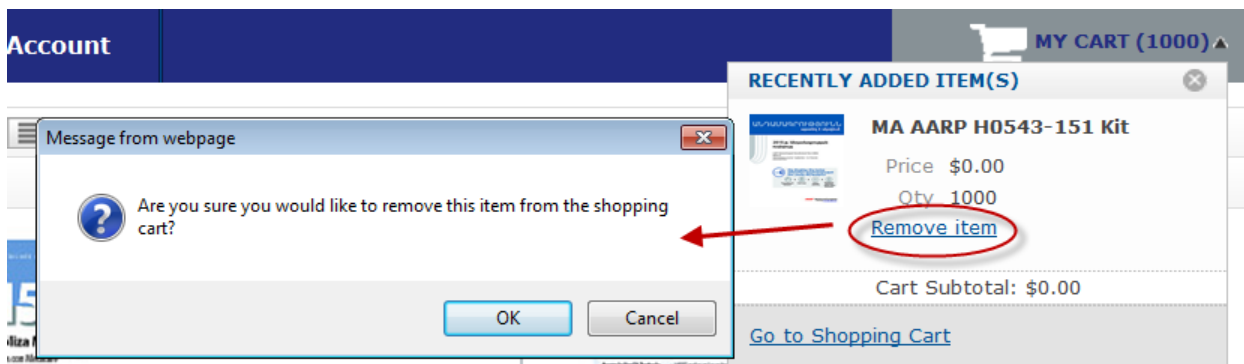 Account
MY CART (1000)
RECENTLY ADDED ITEM(S)
MA AARP H0543-151 Kit
Price $0.00
Qty 1000
Remove item
Cart Subtotal: $0.00
Go to Shopping Cart
Message from webpage
Are you sure you would like to remove this item from the shopping
cart?
OK Cancel